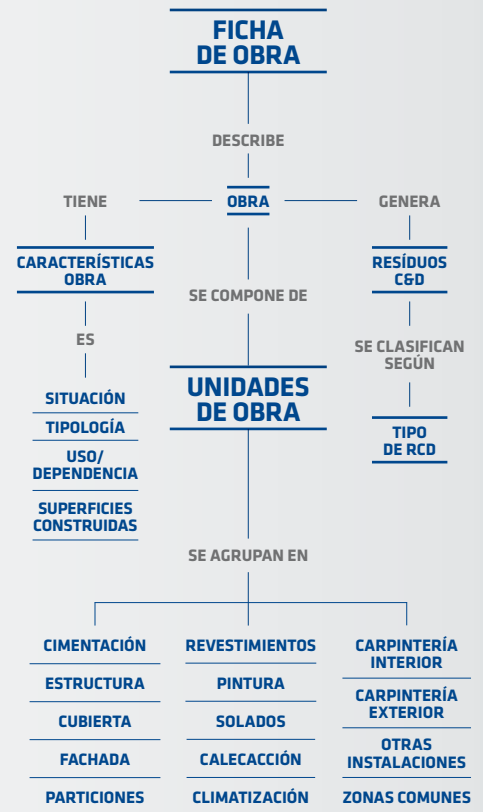 FICHA
DE OBRA
DESCRIBE
TIENE
OBRA
GENERA
CARACTERÍSTICAS
OBRA
RESÍDUOS
C&D
SE COMPONE DE
ES
SE CLASIFICAN
SEGÚN
UNIDADES
DE OBRA
SITUACIÓN
TIPOLOGÍA
USO/
DEPENDENCIA
SUPERFICIES
CONSTRUIDAS
TIPO
DE RCD
SE AGRUPAN EN
CIMENTACIÓN
ESTRUCTURA
CUBIERTA
FACHADA
PARTICIONES
REVESTIMIENTOS
PINTURA
SOLADOS
CALECACCIÓN
CLIMATIZACIÓN
CARPINTERÍA
INTERIOR
CARPINTERÍA
EXTERIOR
OTRAS
INSTALACIONES
ZONAS COMUNES